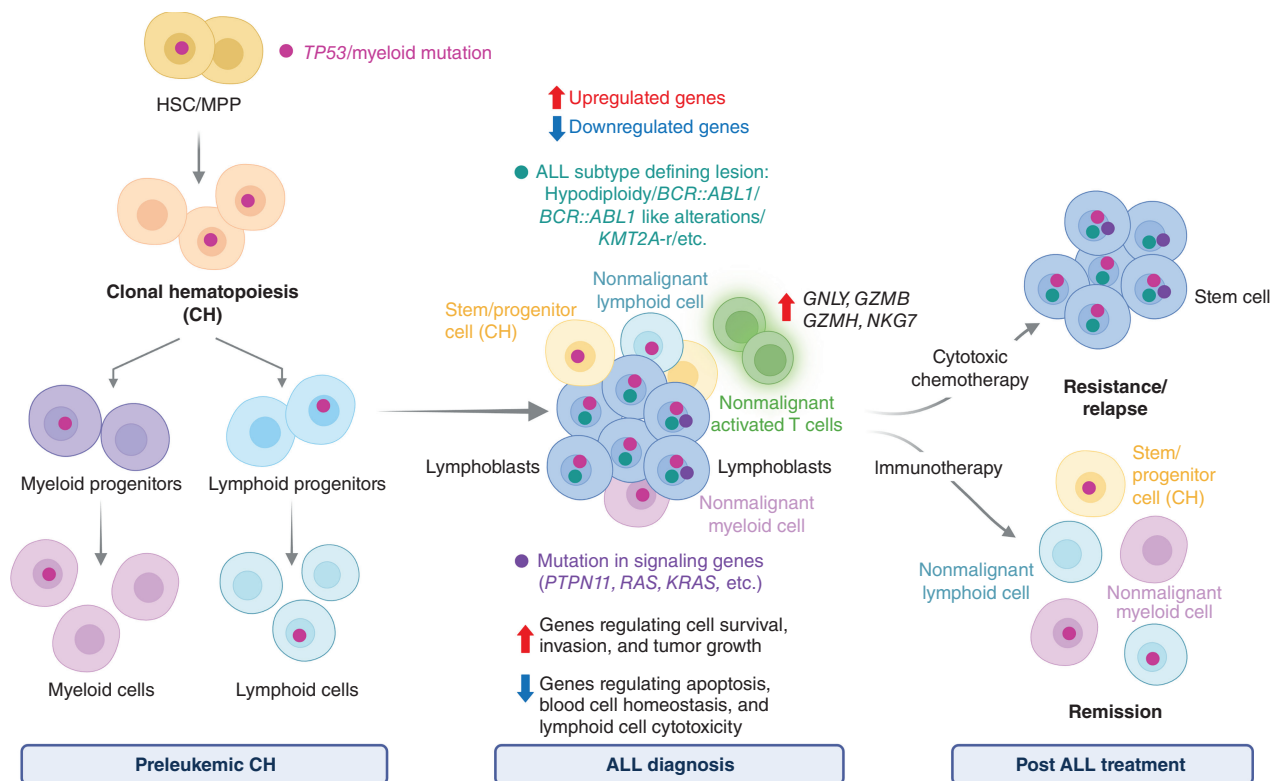 TP53/myeloid mutation
HSC/MPP
Clonal hematopoiesis
(CH)
Myeloid progenitors
Lymphoid progenitors
Myeloid cells
Lymphoid cells
Preleukemic CH
Upregulated genes
Downregulated genes
ALL subtype defining lesion:
Hypodiploidy/BCR::ABL1/
BCR::ABL1 like alterations/
KMT2A-r/etc.
Nonmalignant
lymphoid cell
Stem/progenitor
cell (CH)
GNLY, GZMB
GZMH, NKG7
Nonmalignant
activated T cells
Lymphoblasts
Lymphoblasts
Nonmalignant
myeloid cell
Mutation in signaling genes
(PTPN11, RAS, KRAS, etc.)
Genes regulating cell survival,
invasion, and tumor growth
Genes regulating apoptosis,
blood cell homeostasis, and
lymphoid cell cytotoxicity
ALL diagnosis
Cytotoxic
chemotherapy
Stem cell
Resistance/
relapse
Immunotherapy
Stem/
progenitor
cell (CH)
Nonmalignant
lymphoid cell
Nonmalignant
myeloid cell
Remission
Post ALL treatment